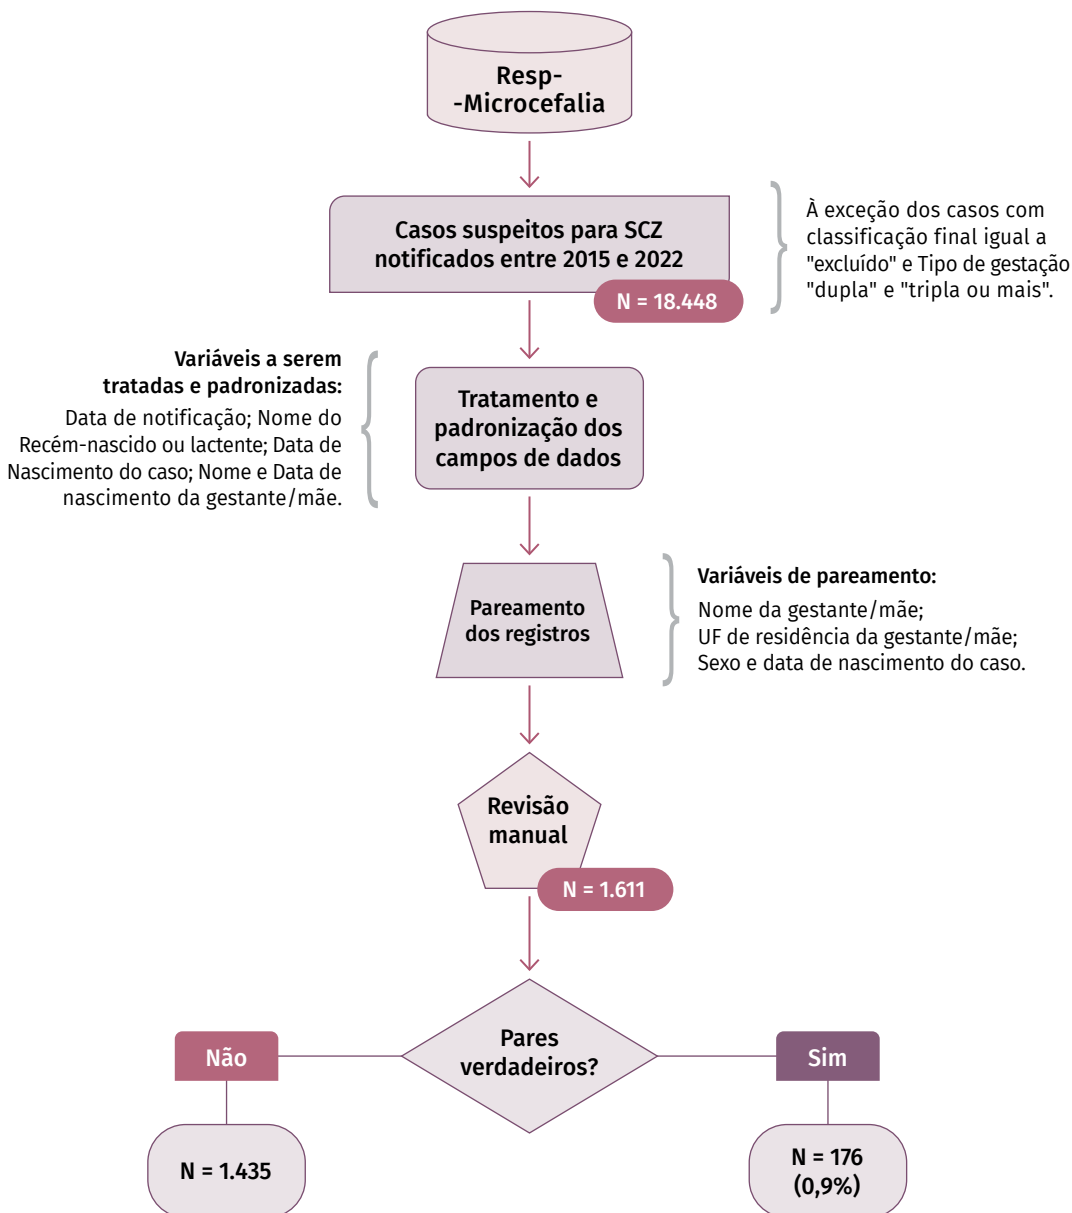 Resp-
-Microcefalia
Casos suspeitos para SCZ
notificados entre 2015 e 2022
N = 18.448
À exceção dos casos com
classificação final igual a
"excluído" e Tipo de gestação
"dupla" e "tripla ou mais".
Variáveis a serem
tratadas e padronizadas:
Data de notificação; Nome do
Recém-nascido ou lactente; Data de
Nascimento do caso; Nome e Data de
nascimento da gestante/mãe.
Tratamento e
padronização dos
campos de dados
Pareamento
dos registros
Variáveis de pareamento:
Nome da gestante/mãe;
UF de residência da gestante/mãe;
Sexo e data de nascimento do caso.
Revisão
manual
N = 1.611
Pares
verdadeiros?
Não
Sim
N = 1.435
N = 176
(0,9%)